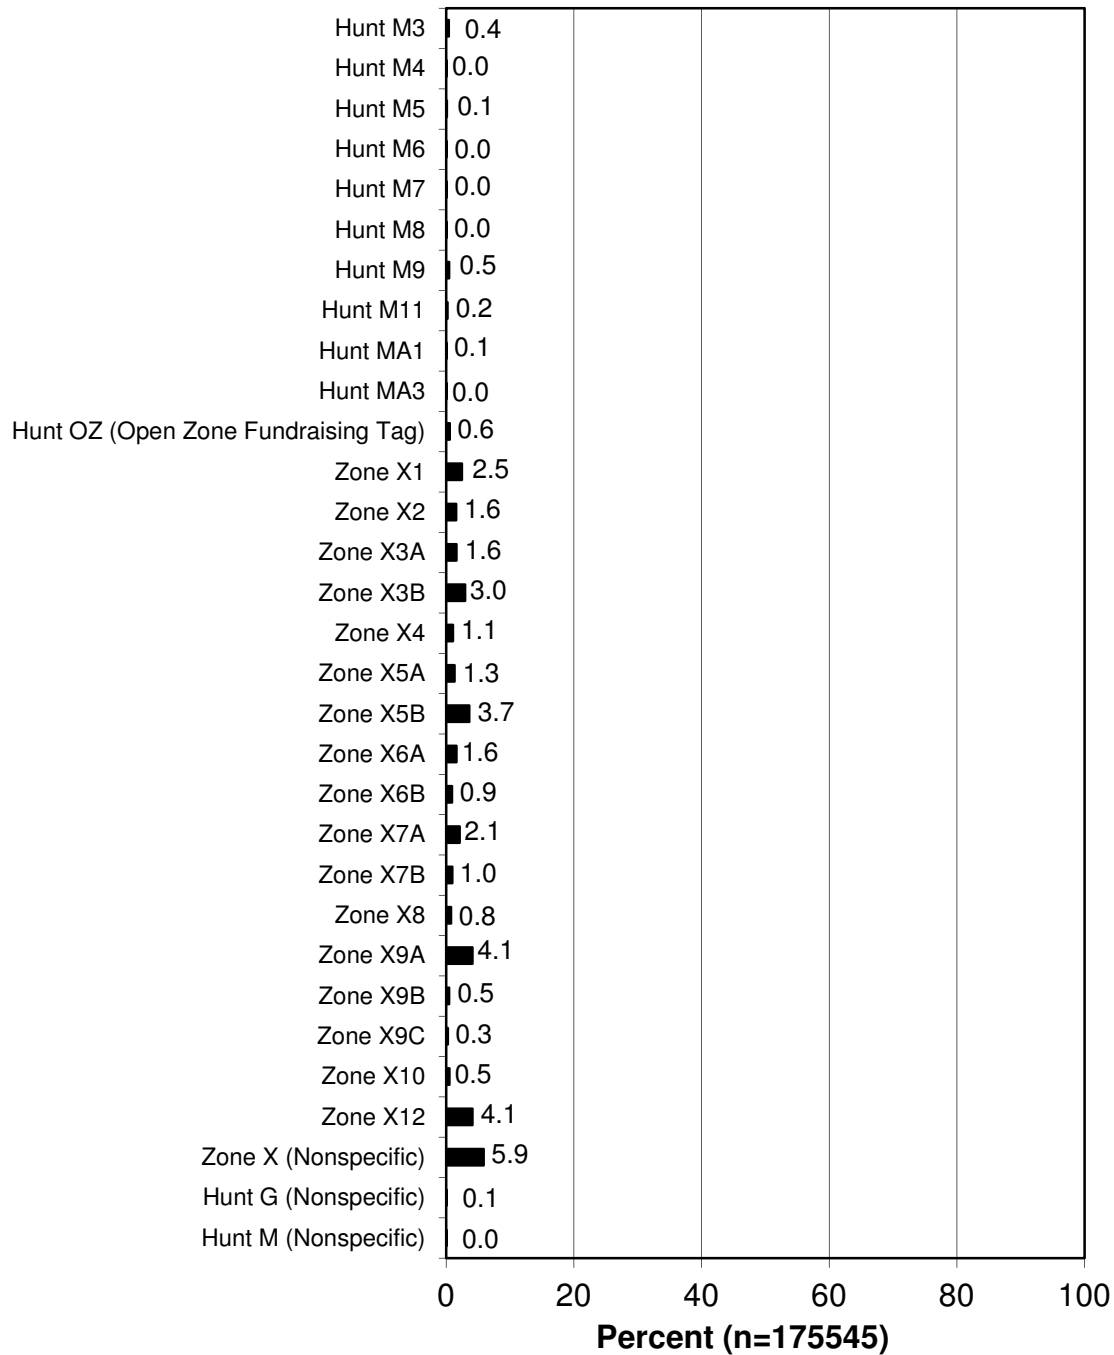 Hunt M3 0.4
Hunt M4 0.0
Hunt M5 0.1
Hunt M6 0.0
Hunt M7 0.0
Hunt M8 0.0
Hunt M9 0.5
Hunt M11 0.2
Hunt MA1 0.1
Hunt MA3 0.0
Hunt OZ (Open Zone Fundraising Tag) 0.6
Zone X1 2.5
Zone X2 1.6
Zone X3A 1.6
Zone X3B 3.0
Zone X4 1.1
Zone X5A 1.3
Zone X5B 3.7
Zone X6A 1.6
Zone X6B 0.9
Zone X7A 2.1
Zone X7B 1.0
Zone X8 0.8
Zone X9A 4.1
Zone X9B 0.5
Zone X9C 0.3
Zone X10 0.5
Zone X12 4.1
Zone X (Nonspecific) 5.9
Hunt G (Nonspecific) 0.1
Hunt M (Nonspecific) 0.0
0 20 40 60 80 100
Percent (n=175545)